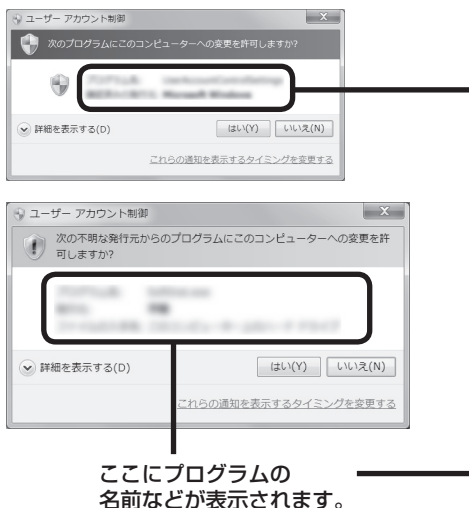 ユーザー アカウント制御
次のプログラムにこのコンピューターへの変更を許可しますか?
詳細を表示する(D)
はい(Y)
いいえ(N)
これらの通知を表示するタイミングを変更する
ユーザー アカウント制御
次の不明な発行元からのプログラムにこのコンピューターへの変更を許
可しますか?
詳細を表示する(D)
はい(Y)
いいえ(N)
これらの通知を表示するタイミングを変更する
ここにプログラムの
名前などが表示されます。